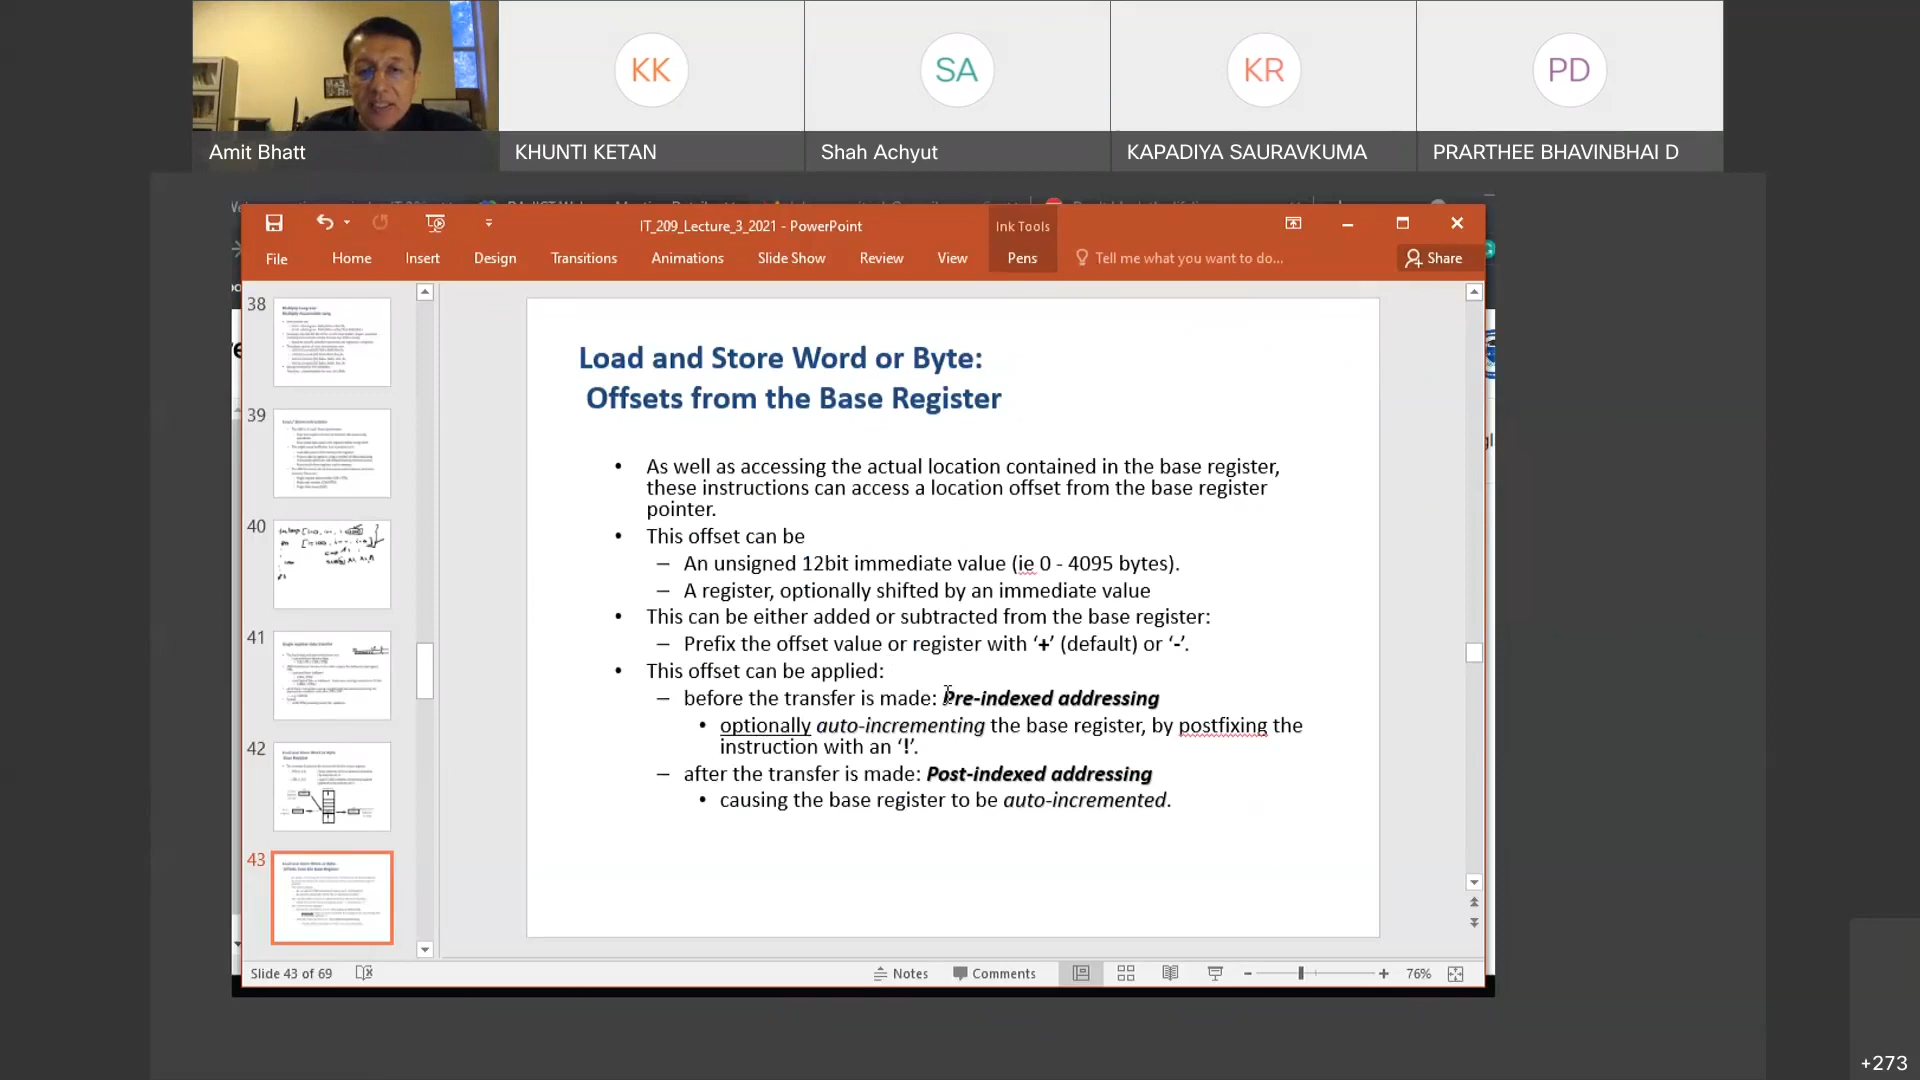 KK
SA
KR
PD
Amit Bhatt
KHUNTI KETAN
Shah Achyut
KAPADIYA SAURAVKUMA
PRARTHEE BHAVINBHAI D
IT_209_Lecture_3_2021 - PowerPoint
Ink Tools
File
Home
Insert
Design
Transitions
Animations
Slide Show
Review
View
Pens
Tell me what you want to do...
Share
38
39
40
41
42
43
Load and Store Word or Byte:
Offsets from the Base Register
• As well as accessing the actual location contained in the base register,
these instructions can access a location offset from the base register
pointer.
• This offset can be
– An unsigned 12bit immediate value (ie 0 - 4095 bytes).
– A register, optionally shifted by an immediate value
• This can be either added or subtracted from the base register:
– Prefix the offset value or register with ‘+’ (default) or ‘-’.
• This offset can be applied:
– before the transfer is made: Pre-indexed addressing
• optionally auto-incrementing the base register, by postfixing the
instruction with an ‘!’.
– after the transfer is made: Post-indexed addressing
• causing the base register to be auto-incremented.
Slide 43 of 69
Notes
Comments
76%
+273